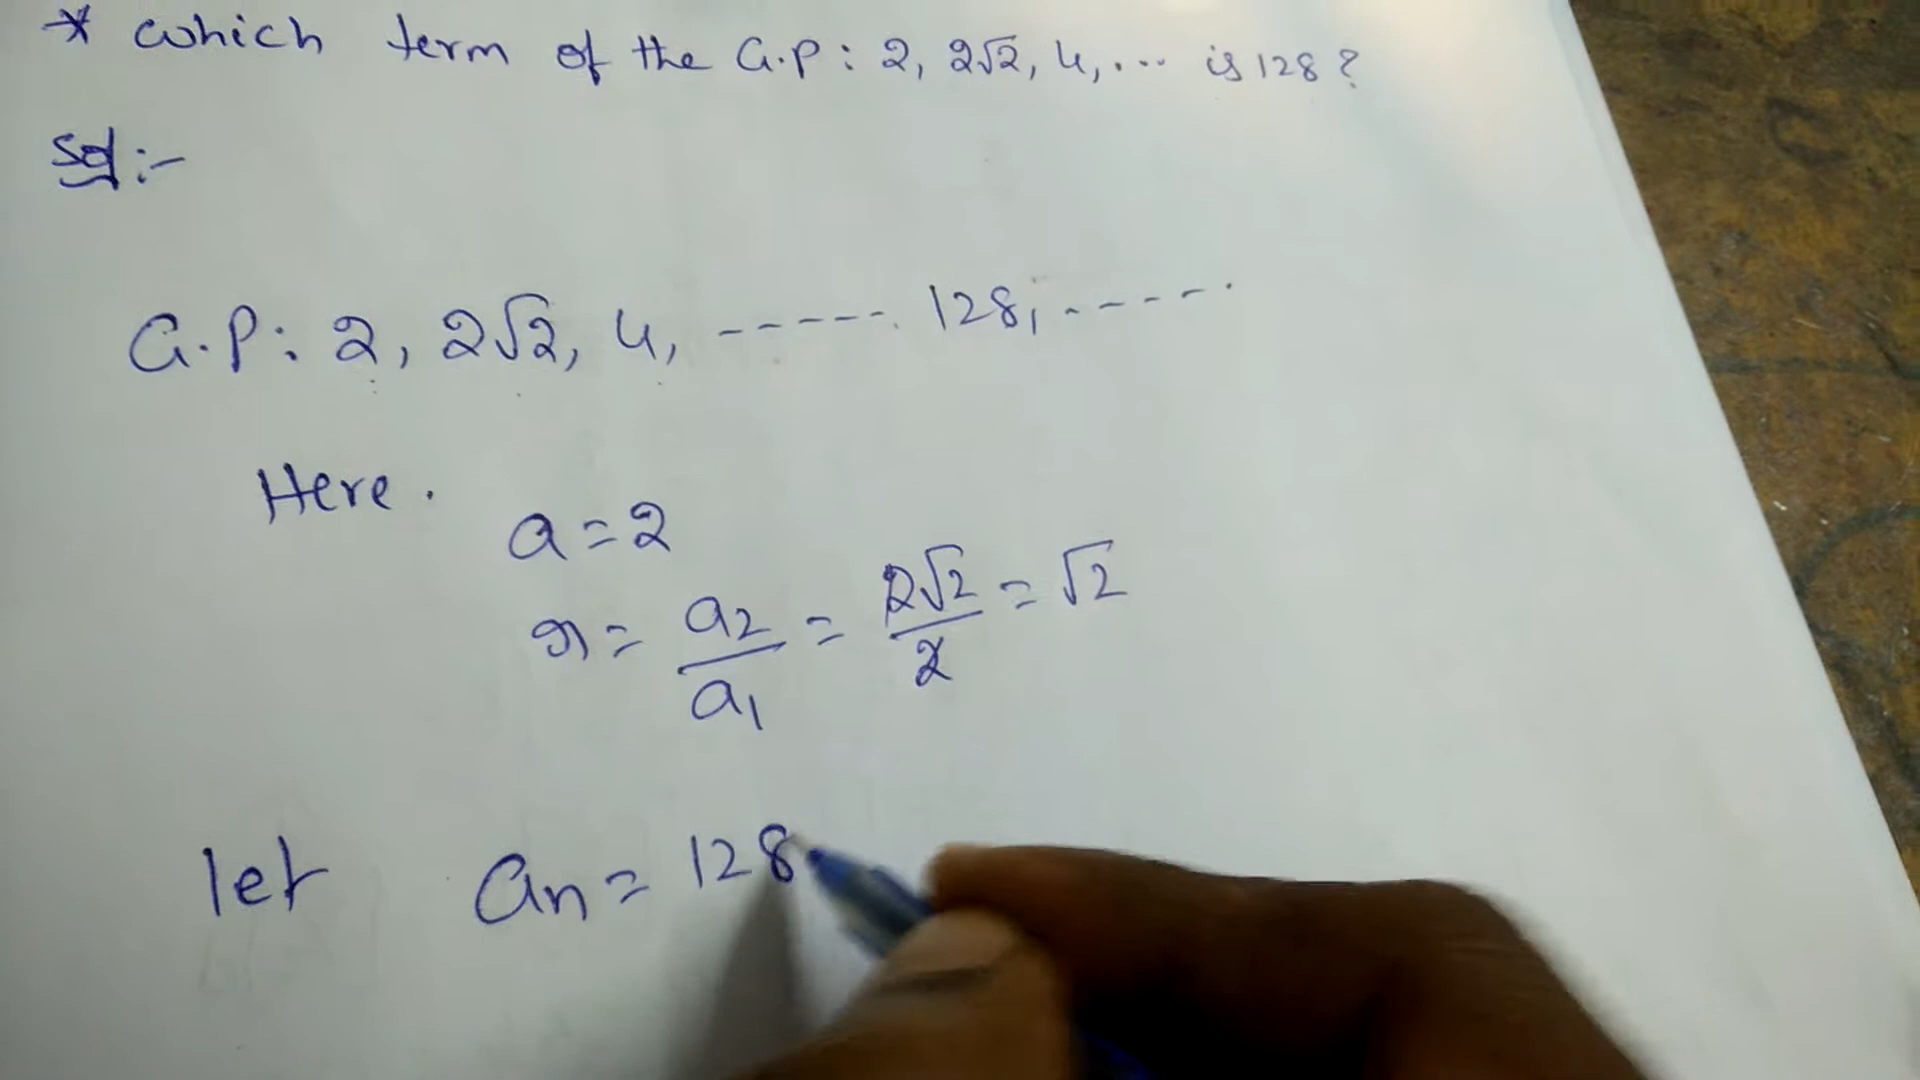 * which term of the G.P : 2, 2√2, 4, ... is 128 ?
Sol :-
G.P : 2, 2√2, 4, ------ 128, ------
Here .
a = 2
r = a₂/a₁ = 2√2/2 = √2
let aₙ = 128